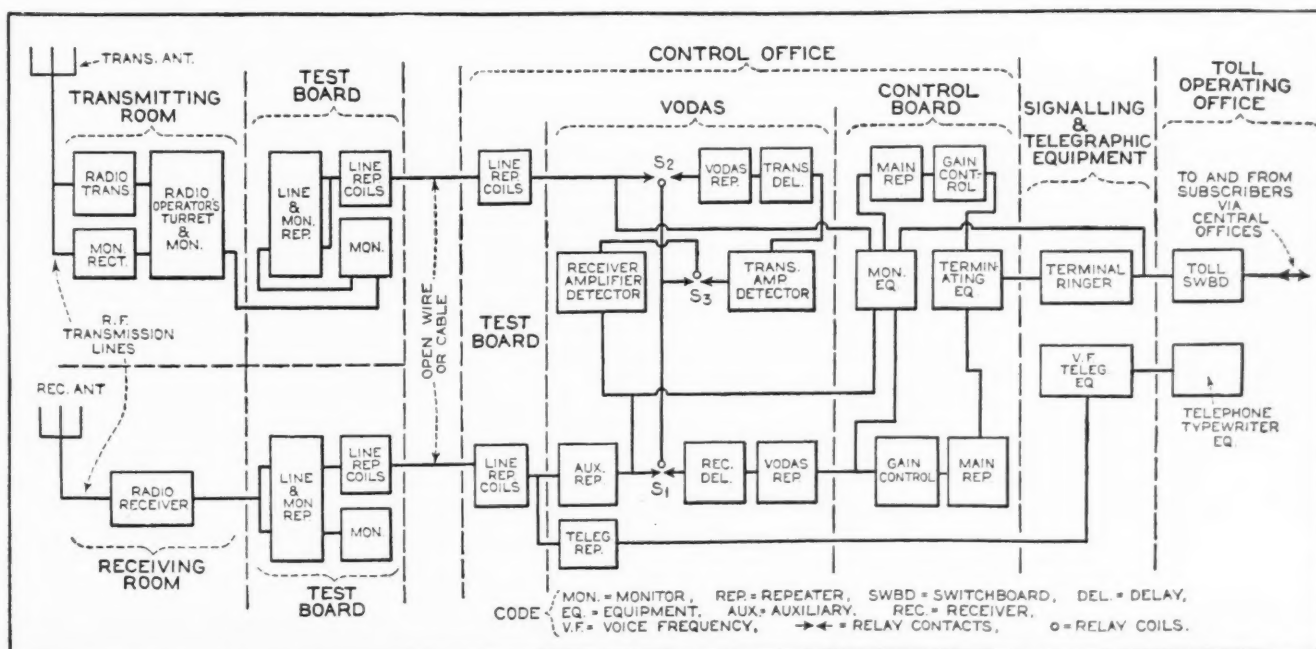 TRANS. ANT.
TRANSMITTING
ROOM
RADIO
TRANS
RADIO
OPERATOR'S
TURRET
& MON.
MON.
RECT.
R.F.
TRANSMISSION
LINES
REC. ANT
RADIO
RECEIVER
RECEIVING
ROOM
TEST
BOARD
LINE
& MON. REP.
LINE
REP
COILS
MON.
LINE
& MON REP.
LINE
REP
COILS
MON.
TEST
BOARD
OPEN WIRE
OR CABLE
CONTROL OFFICE
LINE
REP
COILS
TEST
BOARD
LINE
REP
COILS
VODAS
S2
VODAS
REP.
TRANS
DEL.
RECEIVER
AMPLIFIER
DETECTOR
S3
TRANS.
AMP
DETECTOR
AUX.
REP.
S1
REC.
DEL.
VODAS
REP
TELEG
REP.
CONTROL
BOARD
MAIN
REP
GAIN
CONT-
ROL
MON.
EQ.
TERMIN-
ATING
EQ.
GAIN
CONTROL
MAIN
REP
SIGNALLING
&
TELEGRAPHIC
EQUIPMENT
TERMINAL
RINGER
V.F
TELEG
EQ
TOLL
OPERATING
OFFICE
TO AND FROM
SUBSCRIBERS
VIA
CENTRAL
OFFICES
TOLL
SWBD
TELEPHONE
TYPEWRITER
EQ.
CODE
MON. = MONITOR, REP. = REPEATER, SWBD = SWITCHBOARD, DEL. = DELAY,
EQ. = EQUIPMENT, AUX. = AUXILIARY, REC. = RECEIVER,
V.F. = VOICE FREQUENCY, = RELAY CONTACTS, = RELAY COILS.